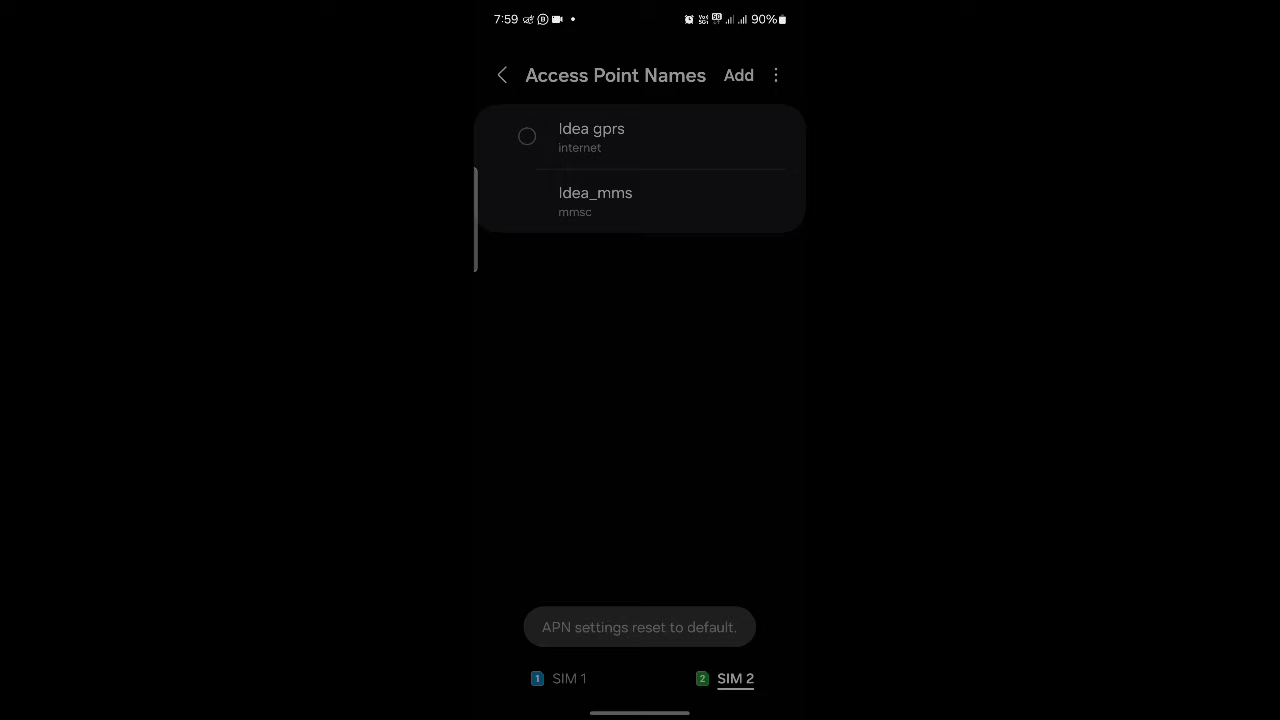 7:59
90%
Access Point Names Add
Idea gprs
internet
Idea_mms
mmsc
APN settings reset to default.
1 SIM 1
2 SIM 2